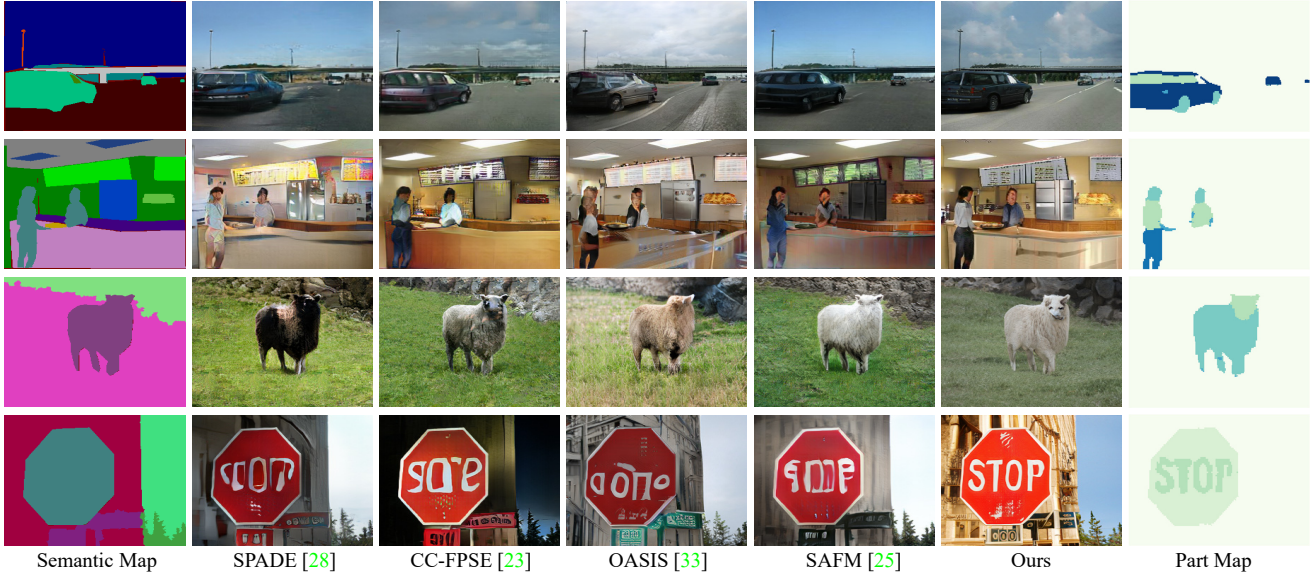 STOP
STOP
Semantic Map SPADE [28] CC-FPSE [23] OASIS [33] SAFM [25] Ours Part Map